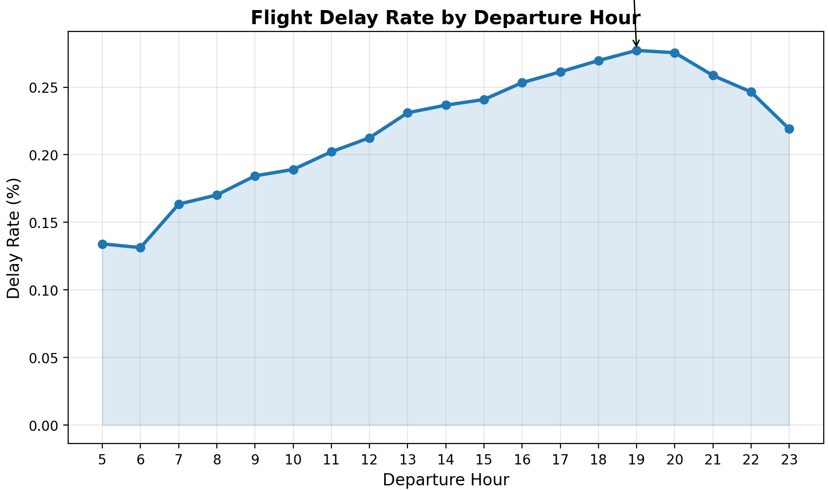 Flight Delay Rate by Departure Hour
Delay Rate (%)
0.25
0.20
0.15
0.10
0.05
0.00
5 6 7 8 9 10 11 12 13 14 15 16 17 18 19 20 21 22 23
Departure Hour